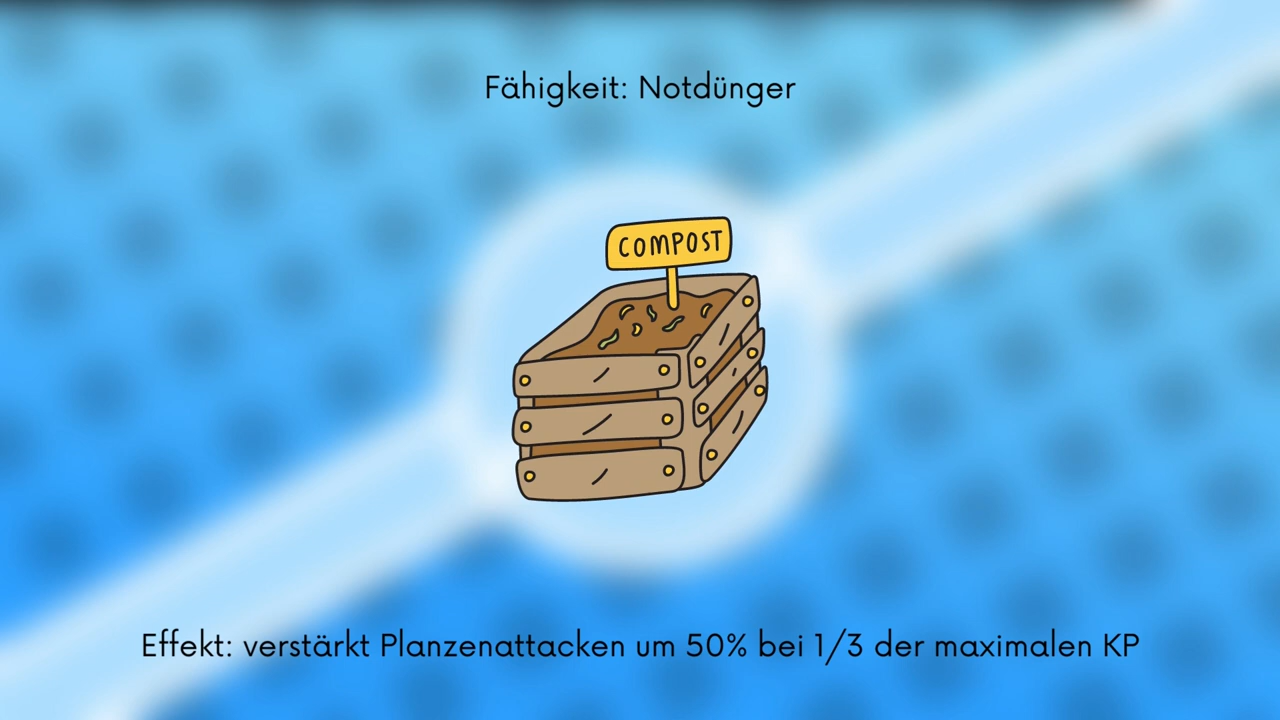 Fähigkeit: Notdünger
COMPOST
Effekt: verstärkt Planzenattacken um 50% bei 1/3 der maximalen KP